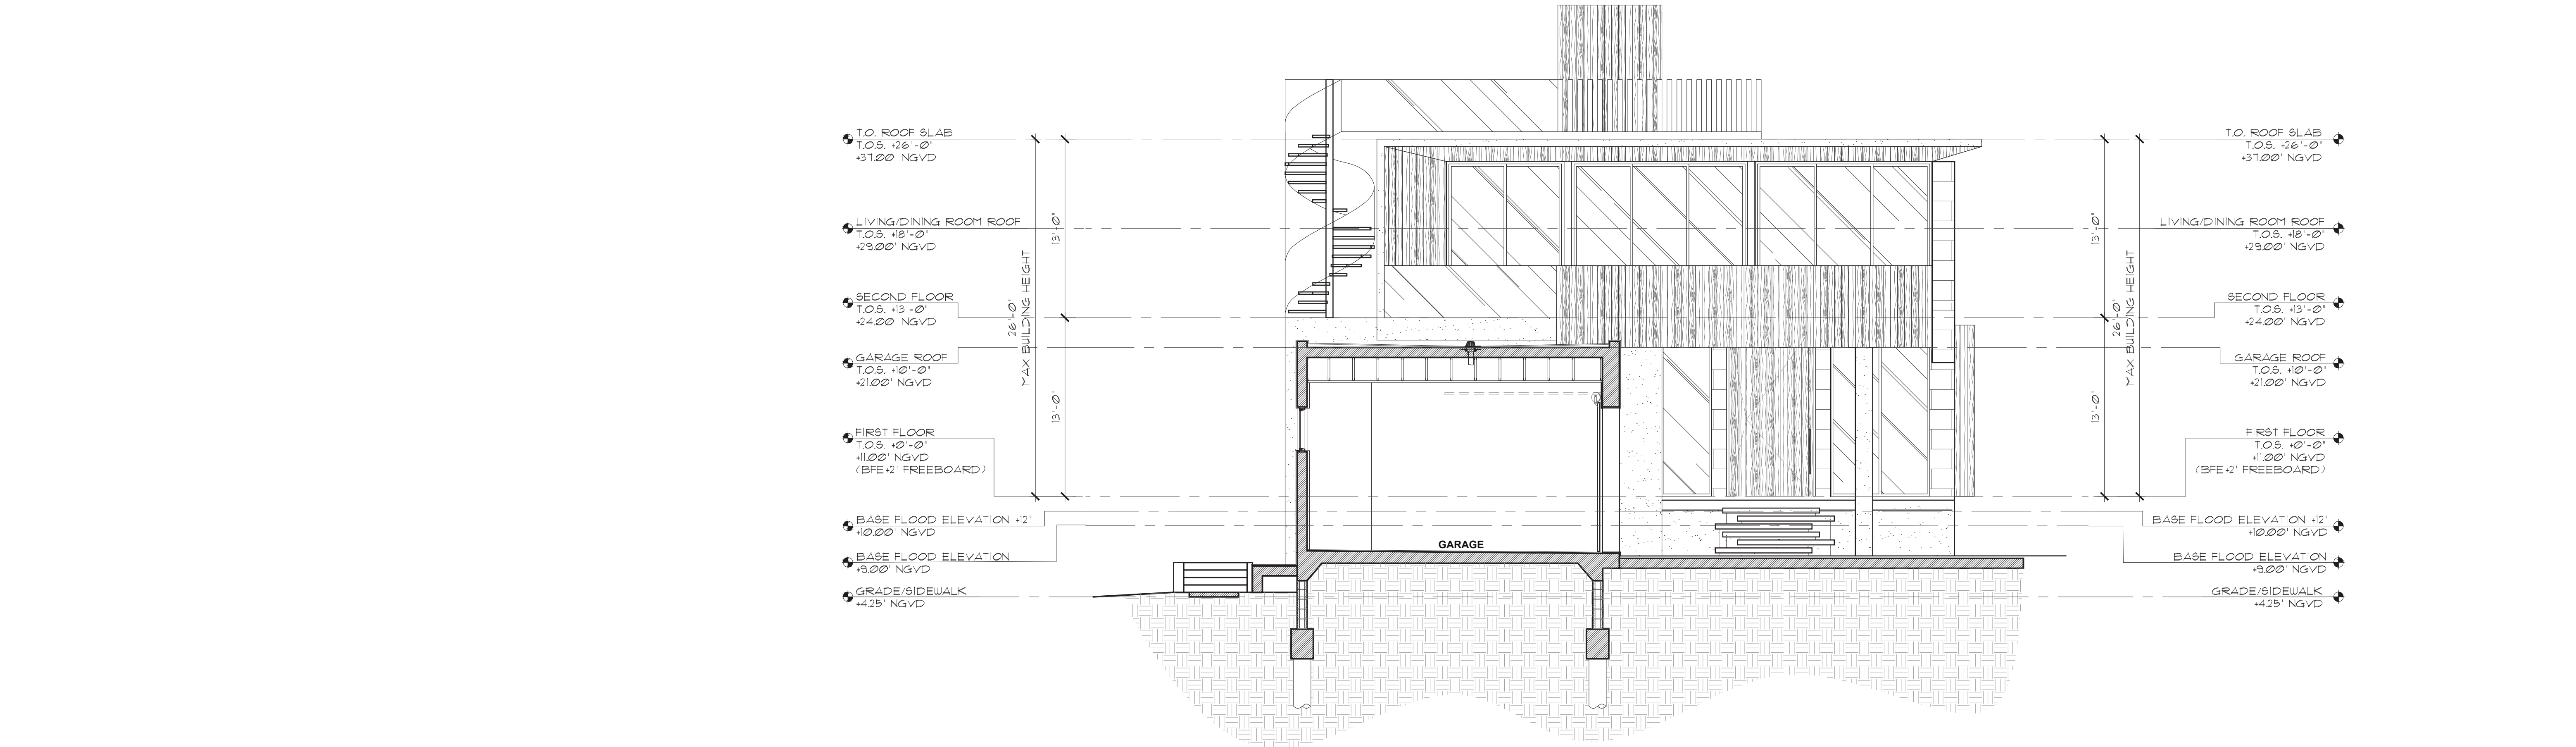 T.O. ROOF SLAB
T.O.S. +26'-0"
+37.00' NGVD
LIVING/DINING ROOM ROOF
T.O.S. +18'-0"
+29.00' NGVD
SECOND FLOOR
T.O.S. +13'-0"
+24.00' NGVD
GARAGE ROOF
T.O.S. +10'-0"
+21.00' NGVD
FIRST FLOOR
T.O.S. +0'-0"
+11.00' NGVD
(BFE+2' FREEBOARD)
BASE FLOOD ELEVATION +12"
+10.00' NGVD
BASE FLOOD ELEVATION
+9.00' NGVD
GRADE/SIDEWALK
+4.25' NGVD
26'-0"
MAX BUILDING HEIGHT
13'-0"
13'-0"
GARAGE
13'-0"
13'-0"
26'-0"
MAX BUILDING HEIGHT
T.O. ROOF SLAB
T.O.S. +26'-0"
+37.00' NGVD
LIVING/DINING ROOM ROOF
T.O.S. +18'-0"
+29.00' NGVD
SECOND FLOOR
T.O.S. +13'-0"
+24.00' NGVD
GARAGE ROOF
T.O.S. +10'-0"
+21.00' NGVD
FIRST FLOOR
T.O.S. +0'-0"
+11.00' NGVD
(BFE+2' FREEBOARD)
BASE FLOOD ELEVATION +12"
+10.00' NGVD
BASE FLOOD ELEVATION
+9.00' NGVD
GRADE/SIDEWALK
+4.25' NGVD